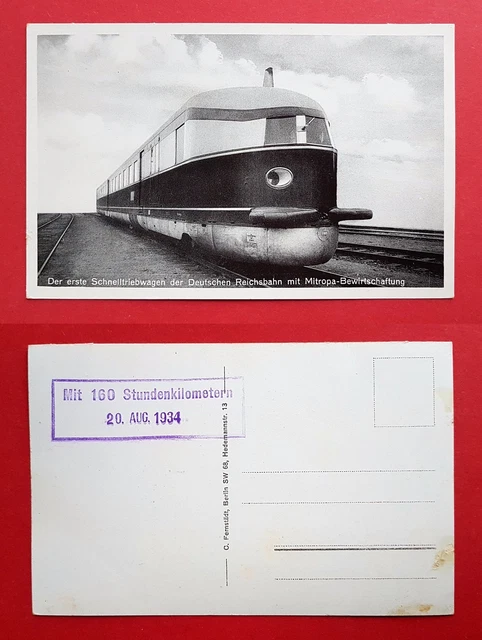 Der erste Schnelltriebwagen der Deutschen Reichsbahn mit Mitropa-Bewirtschaftung
Mit 160 Stundenkilometern
20. AUG. 1934
C. Fernstädt, Berlin SW 68, Hedemannstr. 13